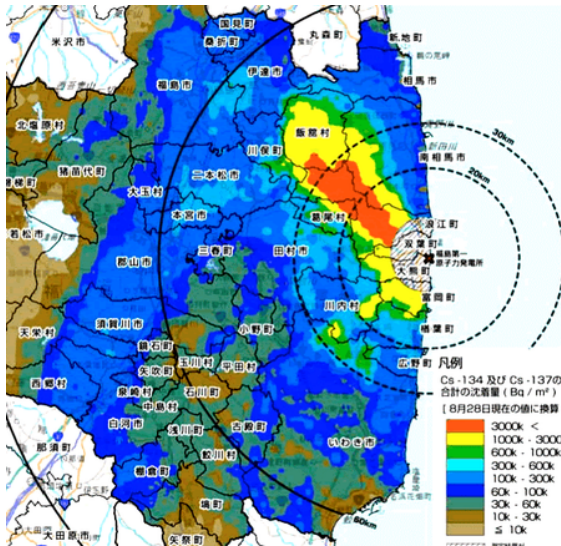 国見町
丸森町
新地町
米沢市
桑折町
伊達市
相馬市
福島市
北塩原村
飯舘村
川俣町
30km
南相馬市
猪苗代町
二本松市
20km
大玉村
葛尾村
浪江町
本宮市
双葉町
若松市
三春町
田村市
福島第一
原子力発電所
郡山市
大熊町
川内村
富岡町
須賀川市
小野町
楢葉町
天栄村
鏡石町
広野町
玉川村
平田村
矢吹町
西郷村
泉崎村
石川町
中島村
白河市
浅川町
古殿町
いわき市
那須町
鮫川村
棚倉町
塙町
60km
大田原市
矢祭町
凡例
Cs -134 及び Cs -137の
合計の沈着量 ( Bq / m² )
[ 8月28日現在の値に換算
3000k <
1000k - 3000
600k - 1000k
300k - 600k
100k - 300k
60k - 100k
30k - 60k
10k - 30k
≦ 10k